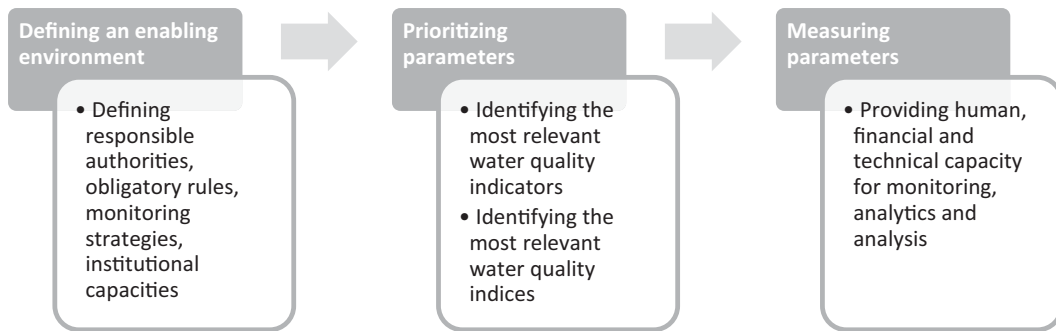 Defining an enabling
environment
• Defining
responsible
authorities,
obligatory rules,
monitoring
strategies,
institutional
capacities
Prioritizing
parameters
• Identifying the
most relevant
water quality
indicators
• Identifying the
most relevant
water quality
indices
Measuring
parameters
• Providing human,
financial and
technical capacity
for monitoring,
analytics and
analysis